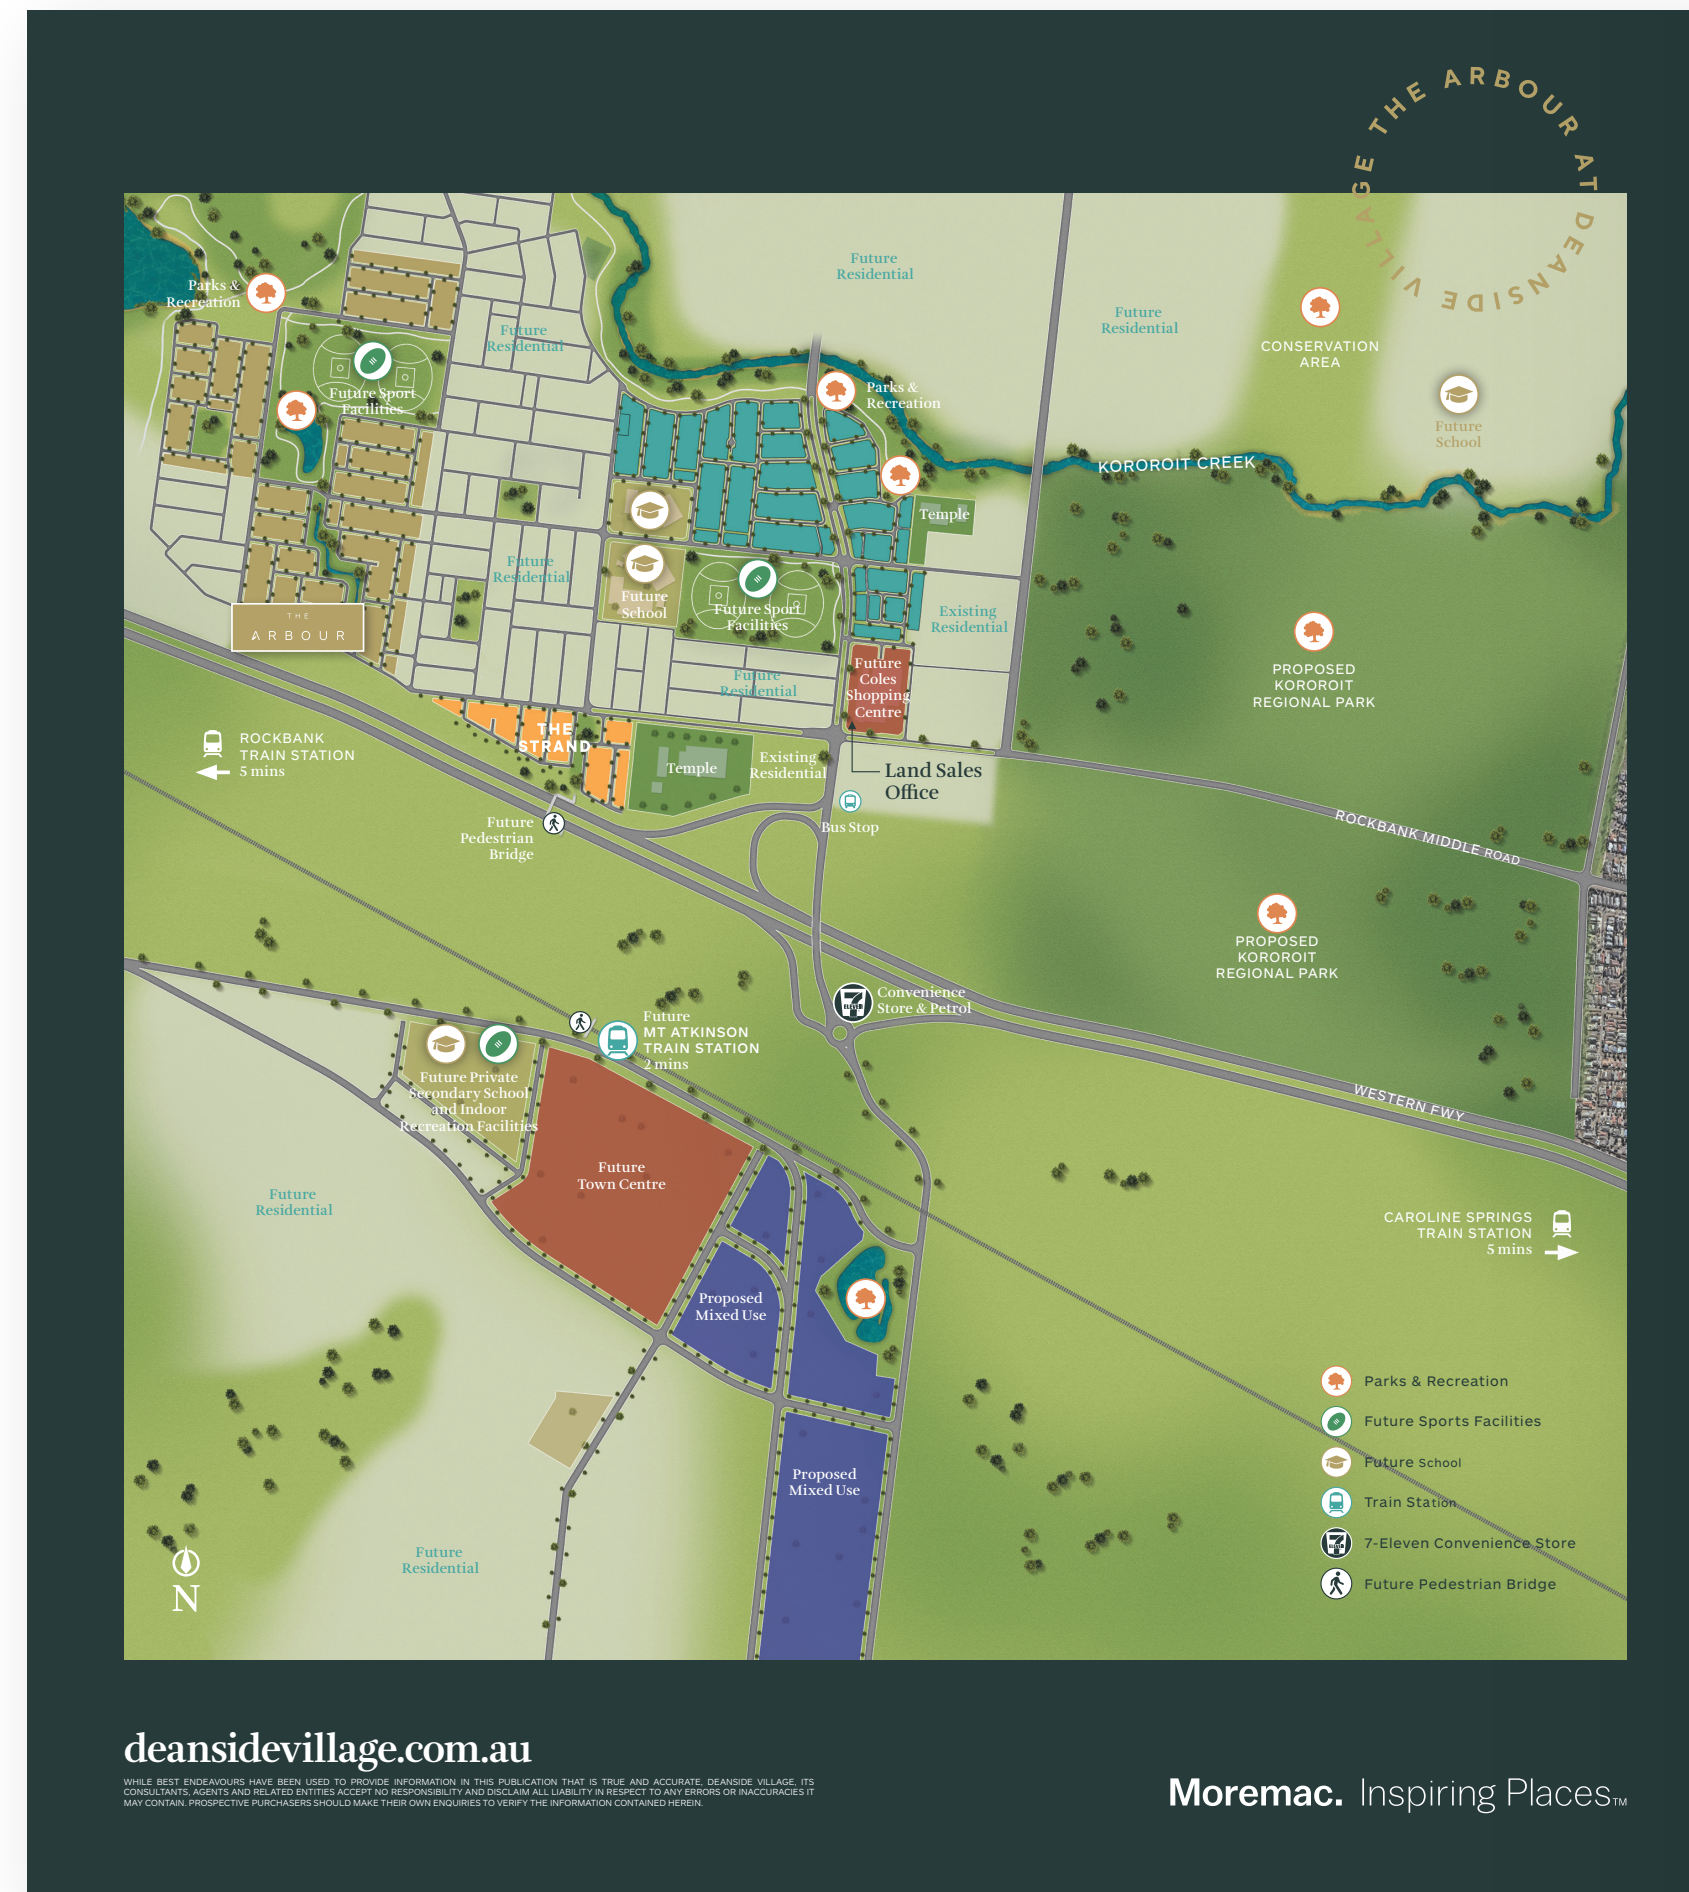 THE ARBOUR AT DEANSIDE VILLAGE
Future
Residential
Parks &
Recreation
Future
Residential
Future
Residential
CONSERVATION
AREA
Future Sport
Facilities
Parks &
Recreation
Future
School
KOROROIT CREEK
Temple
Future
Residential
Future
School
Future Sport
Facilities
Existing
Residential
THE
ARBOUR
Future
Residential
Future
Coles
Shopping
Centre
PROPOSED
KOROROIT
REGIONAL PARK
ROCKBANK
TRAIN STATION
5 mins
THE
STRAND
Temple
Existing
Residential
Land Sales
Office
Bus Stop
Future
Pedestrian
Bridge
ROCKBANK MIDDLE ROAD
PROPOSED
KOROROIT
REGIONAL PARK
7
ELEVEN
Convenience
Store & Petrol
Future
MT ATKINSON
TRAIN STATION
2 mins
Future Private
Secondary School
and Indoor
Recreation Facilities
WESTERN FWY
Future
Town Centre
Future
Residential
CAROLINE SPRINGS
TRAIN STATION
5 mins
Proposed
Mixed Use
Proposed
Mixed Use
Future
Residential
Parks & Recreation
Future Sports Facilities
Future School
Train Station
7
ELEVEN
7-Eleven Convenience Store
Future Pedestrian Bridge
N
deansidevillage.com.au
WHILE BEST ENDEAVOURS HAVE BEEN USED TO PROVIDE INFORMATION IN THIS PUBLICATION THAT IS TRUE AND ACCURATE, DEANSIDE VILLAGE, ITS
CONSULTANTS, AGENTS AND RELATED ENTITIES ACCEPT NO RESPONSIBILITY AND DISCLAIM ALL LIABILITY IN RESPECT TO ANY ERRORS OR INACCURACIES IT
MAY CONTAIN. PROSPECTIVE PURCHASERS SHOULD MAKE THEIR OWN ENQUIRIES TO VERIFY THE INFORMATION CONTAINED HEREIN.
Moremac. Inspiring Places™